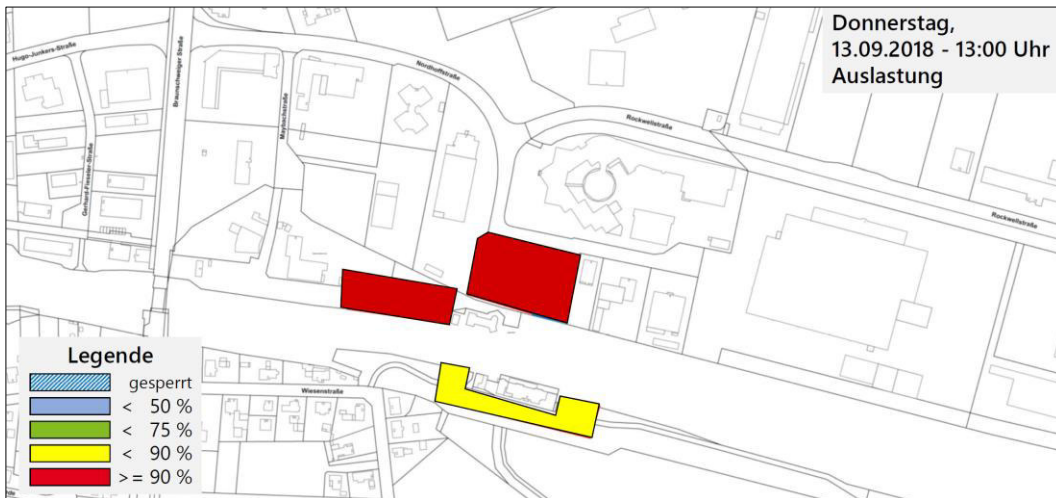 Donnerstag,
13.09.2018 - 13:00 Uhr
Auslastung
Hugo-Junkers-Straße
Braunschweiger Straße
Nordhoffstraße
Maybachstraße
Rockwellstraße
Gerhard-Fieseler-Straße
Rockwellstraße
Wiesenstraße
Legende
gesperrt
< 50 %
< 75 %
< 90 %
>= 90 %